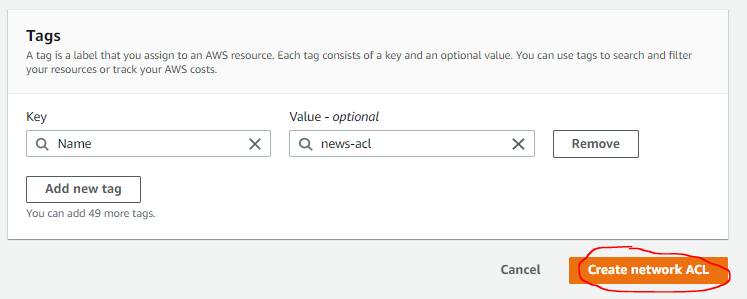 Tags
A tag is a label that you assign to an AWS resource. Each tag consists of a key and an optional value. You can use tags to search and filter
your resources or track your AWS costs.
Key
Value - optional
Name
news-acl
Remove
Add new tag
You can add 49 more tags.
Cancel
Create network ACL